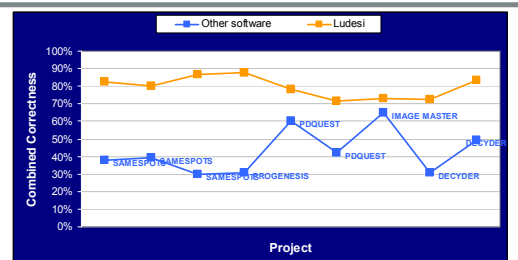 Other software
Ludesi
Combined Correctness
100%
90%
80%
70%
60%
50%
40%
30%
20%
10%
0%
SAMESPOTS
SAMESPOTS
SAMESPOTS
PROGENESIS
PDQUEST
PDQUEST
IMAGE MASTER
DECYDER
DECYDER
Project